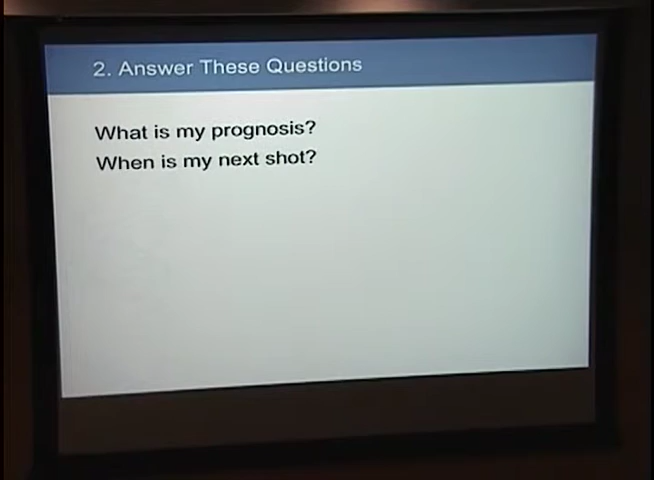 2. Answer These Questions
What is my prognosis?
When is my next shot?